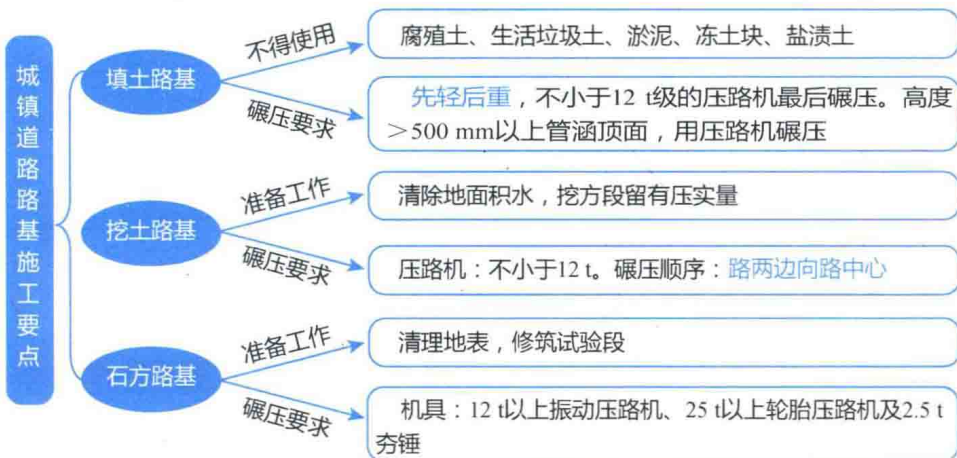 城镇道路路基施工要点
填土路基
不得使用
腐殖土、生活垃圾土、淤泥、冻土块、盐渍土
碾压要求
先轻后重，不小于12 t级的压路机最后碾压。高度
＞500 mm以上管涵顶面，用压路机碾压
挖土路基
准备工作
清除地面积水，挖方段留有压实量
碾压要求
压路机：不小于12 t。碾压顺序：路两边向路中心
石方路基
准备工作
清理地表，修筑试验段
碾压要求
机具：12 t以上振动压路机、25 t以上轮胎压路机及2.5 t
夯锤